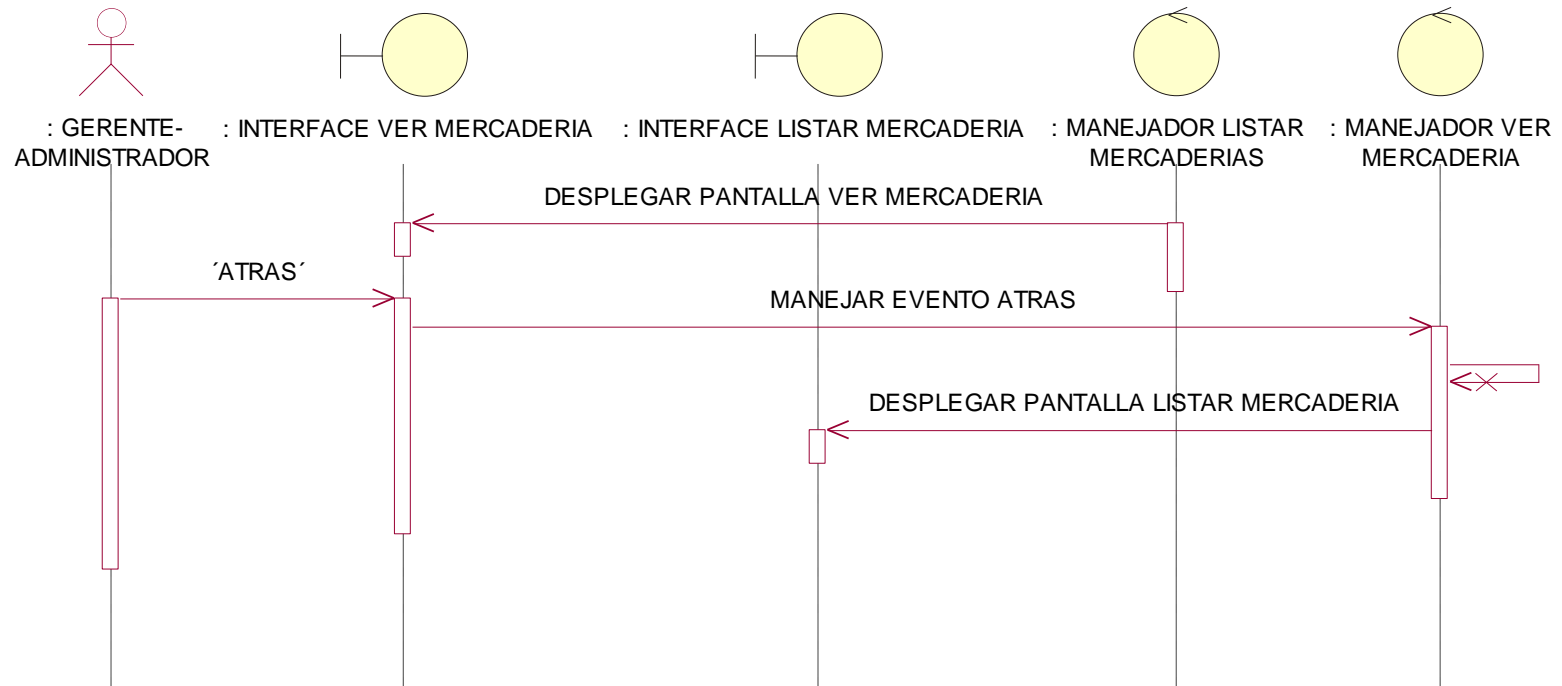 : GERENTE-
ADMINISTRADOR
: INTERFACE VER MERCADERIA
: INTERFACE LISTAR MERCADERIA
: MANEJADOR LISTAR
MERCADERIAS
: MANEJADOR VER
MERCADERIA
DESPLEGAR PANTALLA VER MERCADERIA
´ATRAS´
MANEJAR EVENTO ATRAS
DESPLEGAR PANTALLA LISTAR MERCADERIA